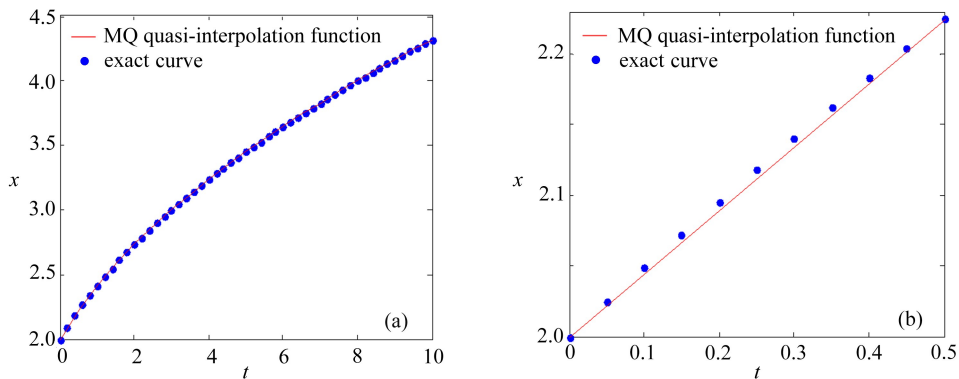 x
4.5
4.0
3.5
3.0
2.5
2.0
MQ quasi-interpolation function
exact curve
(a)
0
2
4
6
8
10
t
x
2.2
2.1
2.0
MQ quasi-interpolation function
exact curve
(b)
0
0.1
0.2
0.3
0.4
0.5
t